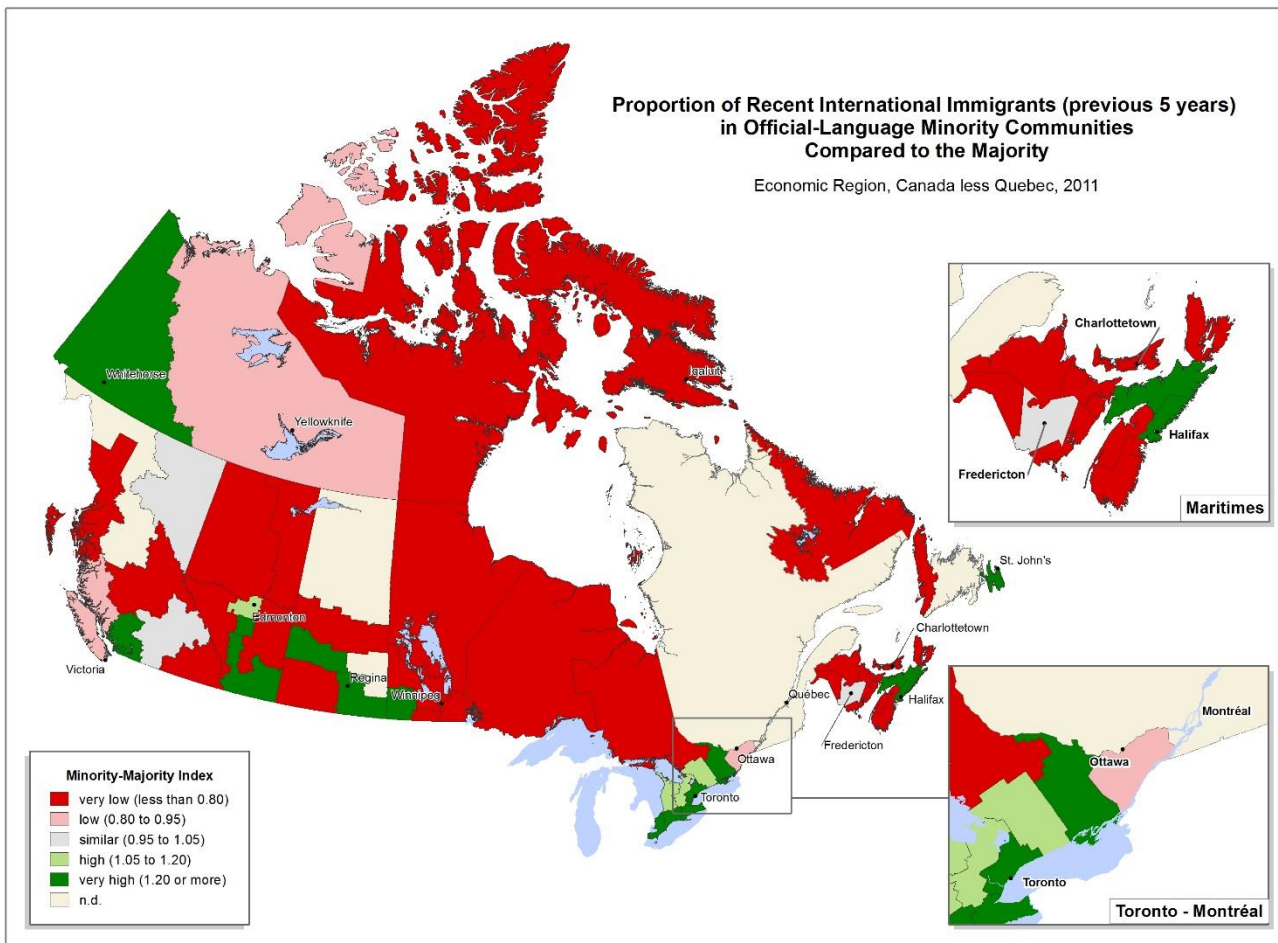 Proportion of Recent International Immigrants (previous 5 years)
in Official-Language Minority Communities
Compared to the Majority
Economic Region, Canada less Quebec, 2011
Whitehorse
Yellowknife
Iqaluit
Edmonton
Victoria
Regina
Winnipeg
St. John's
Charlottetown
Québec
Halifax
Fredericton
Ottawa
Toronto
Charlottetown
Halifax
Fredericton
Maritimes
Montréal
Ottawa
Toronto
Toronto - Montréal
Minority-Majority Index
very low (less than 0.80)
low (0.80 to 0.95)
similar (0.95 to 1.05)
high (1.05 to 1.20)
very high (1.20 or more)
n.d.